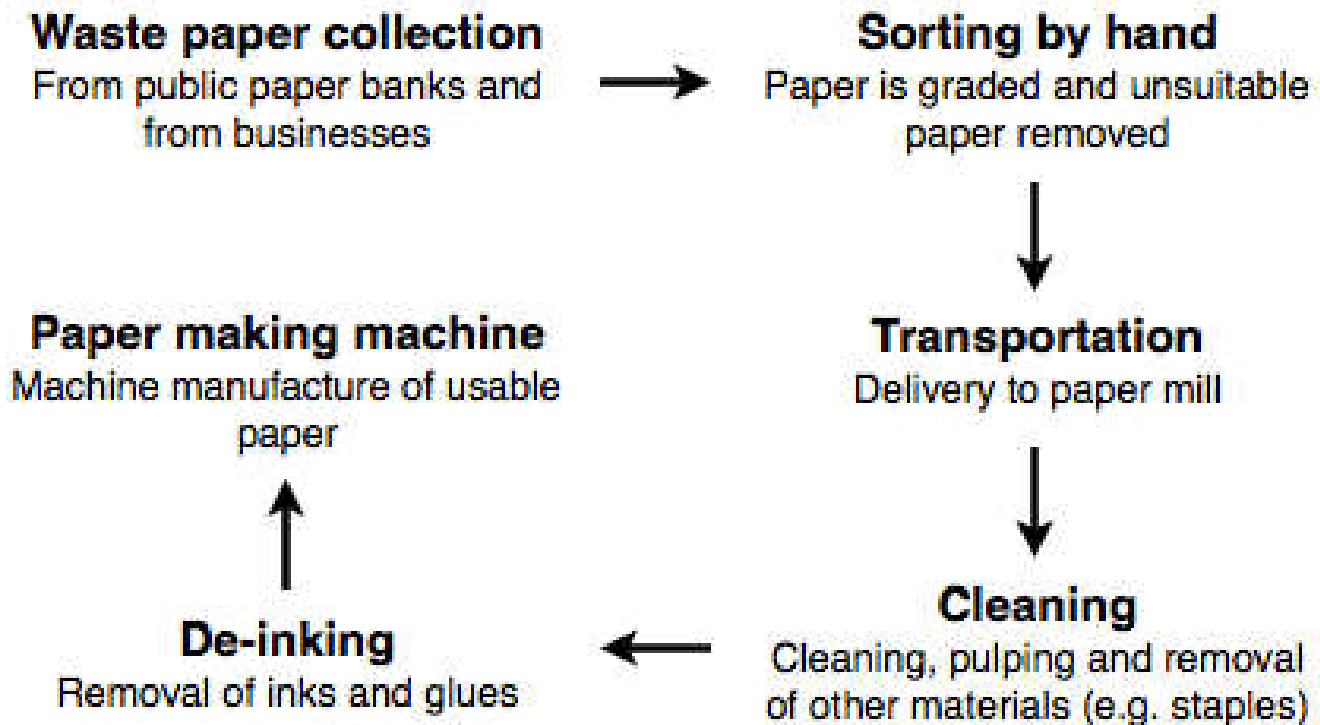 Waste paper collection
From public paper banks and
from businesses
Sorting by hand
Paper is graded and unsuitable
paper removed
Transportation
Delivery to paper mill
Cleaning
Cleaning, pulping and removal
of other materials (e.g. staples)
De-inking
Removal of inks and glues
Paper making machine
Machine manufacture of usable
paper